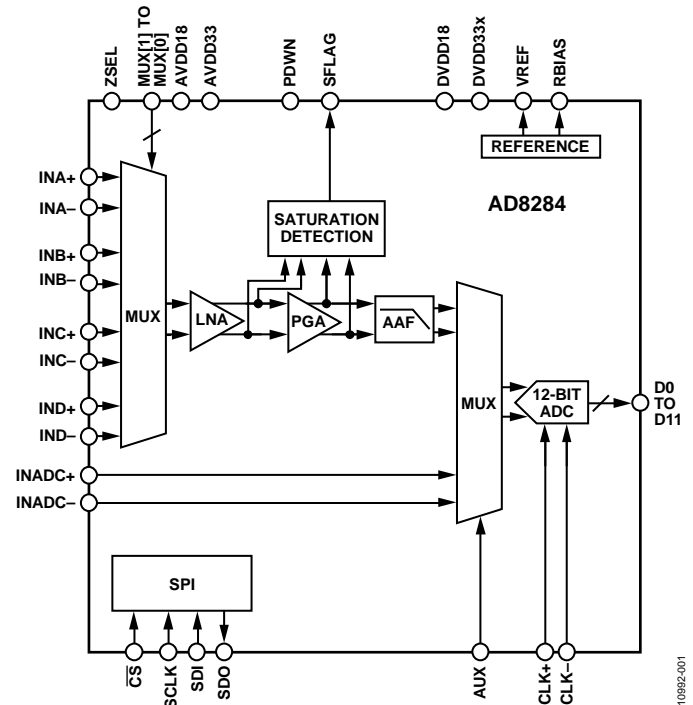 ZSEL
MUX[1] TO
MUX[0]
AVDD18
AVDD33
PDWN
SFLAG
DVDD18
DVDD33x
VREF
RBIAS
REFERENCE
AD8284
INA+
INA–
INB+
INB–
INC+
INC–
IND+
IND–
INADC+
INADC–
MUX
SATURATION
DETECTION
LNA
PGA
AAF
MUX
12-BIT
ADC
D0
TO
D11
SPI
CS
SCLK
SDI
SDO
AUX
CLK+
CLK–
10992-001